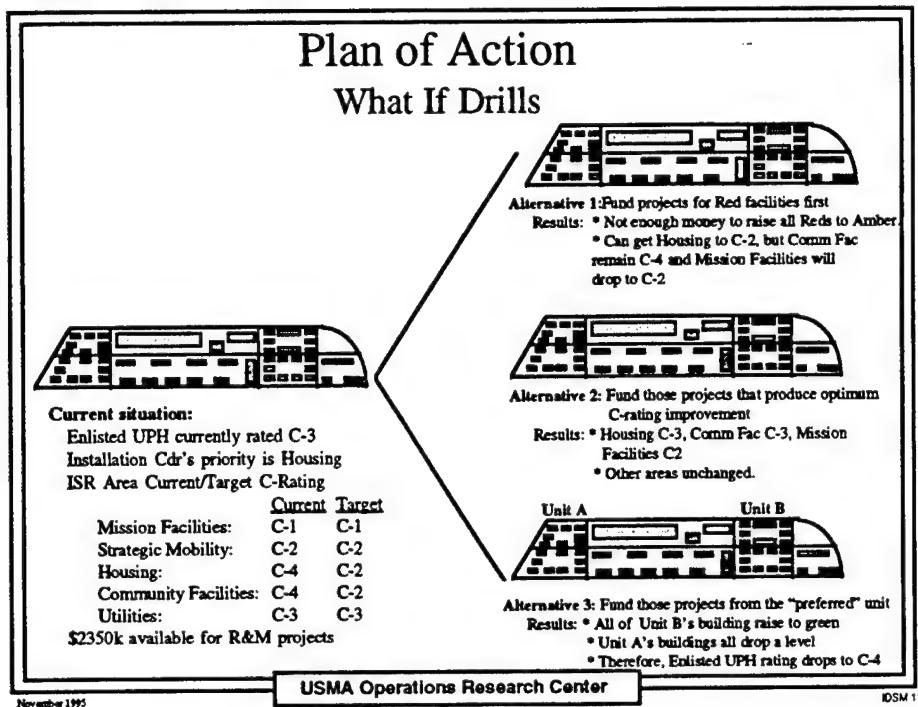 Plan of Action
What If Drills
Alternative 1:Fund projects for Red facilities first
Results: * Not enough money to raise all Reds to Amber.
* Can get Housing to C-2, but Comm Fac
remain C-4 and Mission Facilities will
drop to C-2
Current situation:
Enlisted UPH currently rated C-3
Installation Cdr's priority is Housing
ISR Area Current/Target C-Rating
Current Target
Mission Facilities: C-1 C-1
Strategic Mobility: C-2 C-2
Housing: C-4 C-2
Community Facilities: C-4 C-2
Utilities: C-3 C-3
$2350k available for R&M projects
Alternative 2: Fund those projects that produce optimum
C-rating improvement
Results: * Housing C-3, Comm Fac C-3, Mission
Facilities C2
* Other areas unchanged.
Unit A Unit B
Alternative 3: Fund those projects from the "preferred" unit
Results: * All of Unit B's building raise to green
* Unit A's buildings all drop a level
* Therefore, Enlisted UPH rating drops to C-4
USMA Operations Research Center
November 1995
IDSM 1